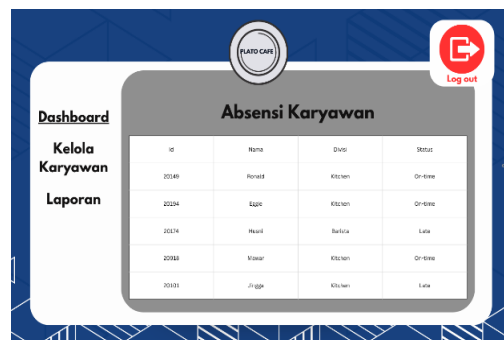 PLATO CAFE
Log out
Dashboard
Kelola
Karyawan
Laporan
Absensi Karyawan
Id Nama Divisi Status
20149 Ronald Kitchen On-time
20194 Eggie Kitchen On-time
20174 Husni Barista Late
20918 Mawar Kitchen On-time
20101 Jingga Kitchen Late